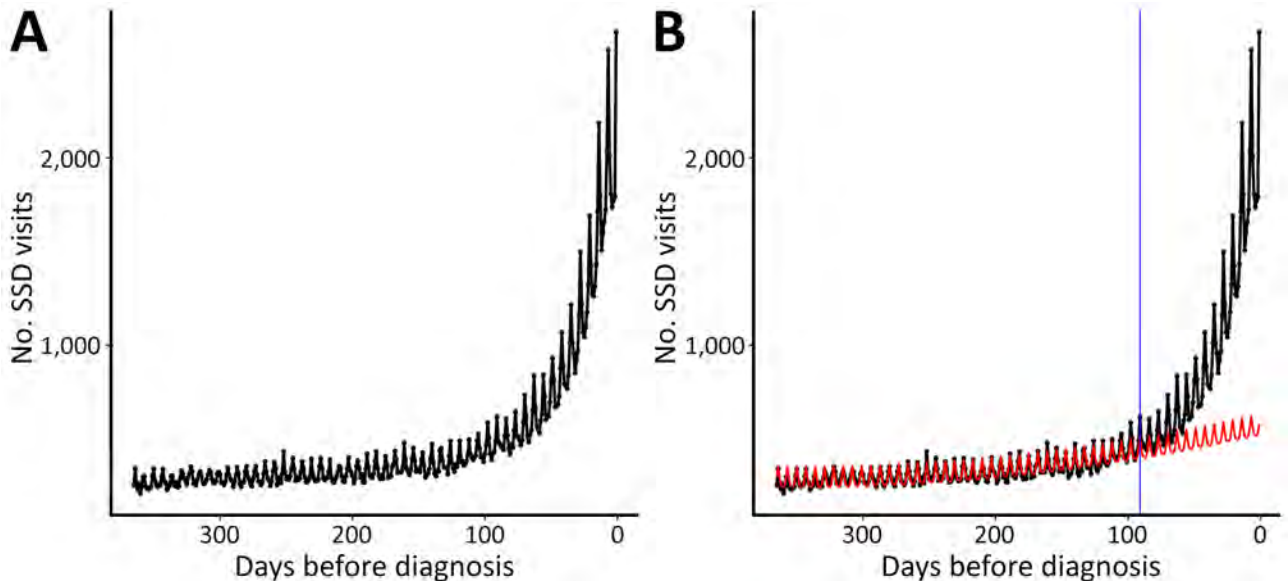 A
No. SSD visits
2,000
1,000
300
200
100
0
Days before diagnosis
B
No. SSD visits
2,000
1,000
300
200
100
0
Days before diagnosis